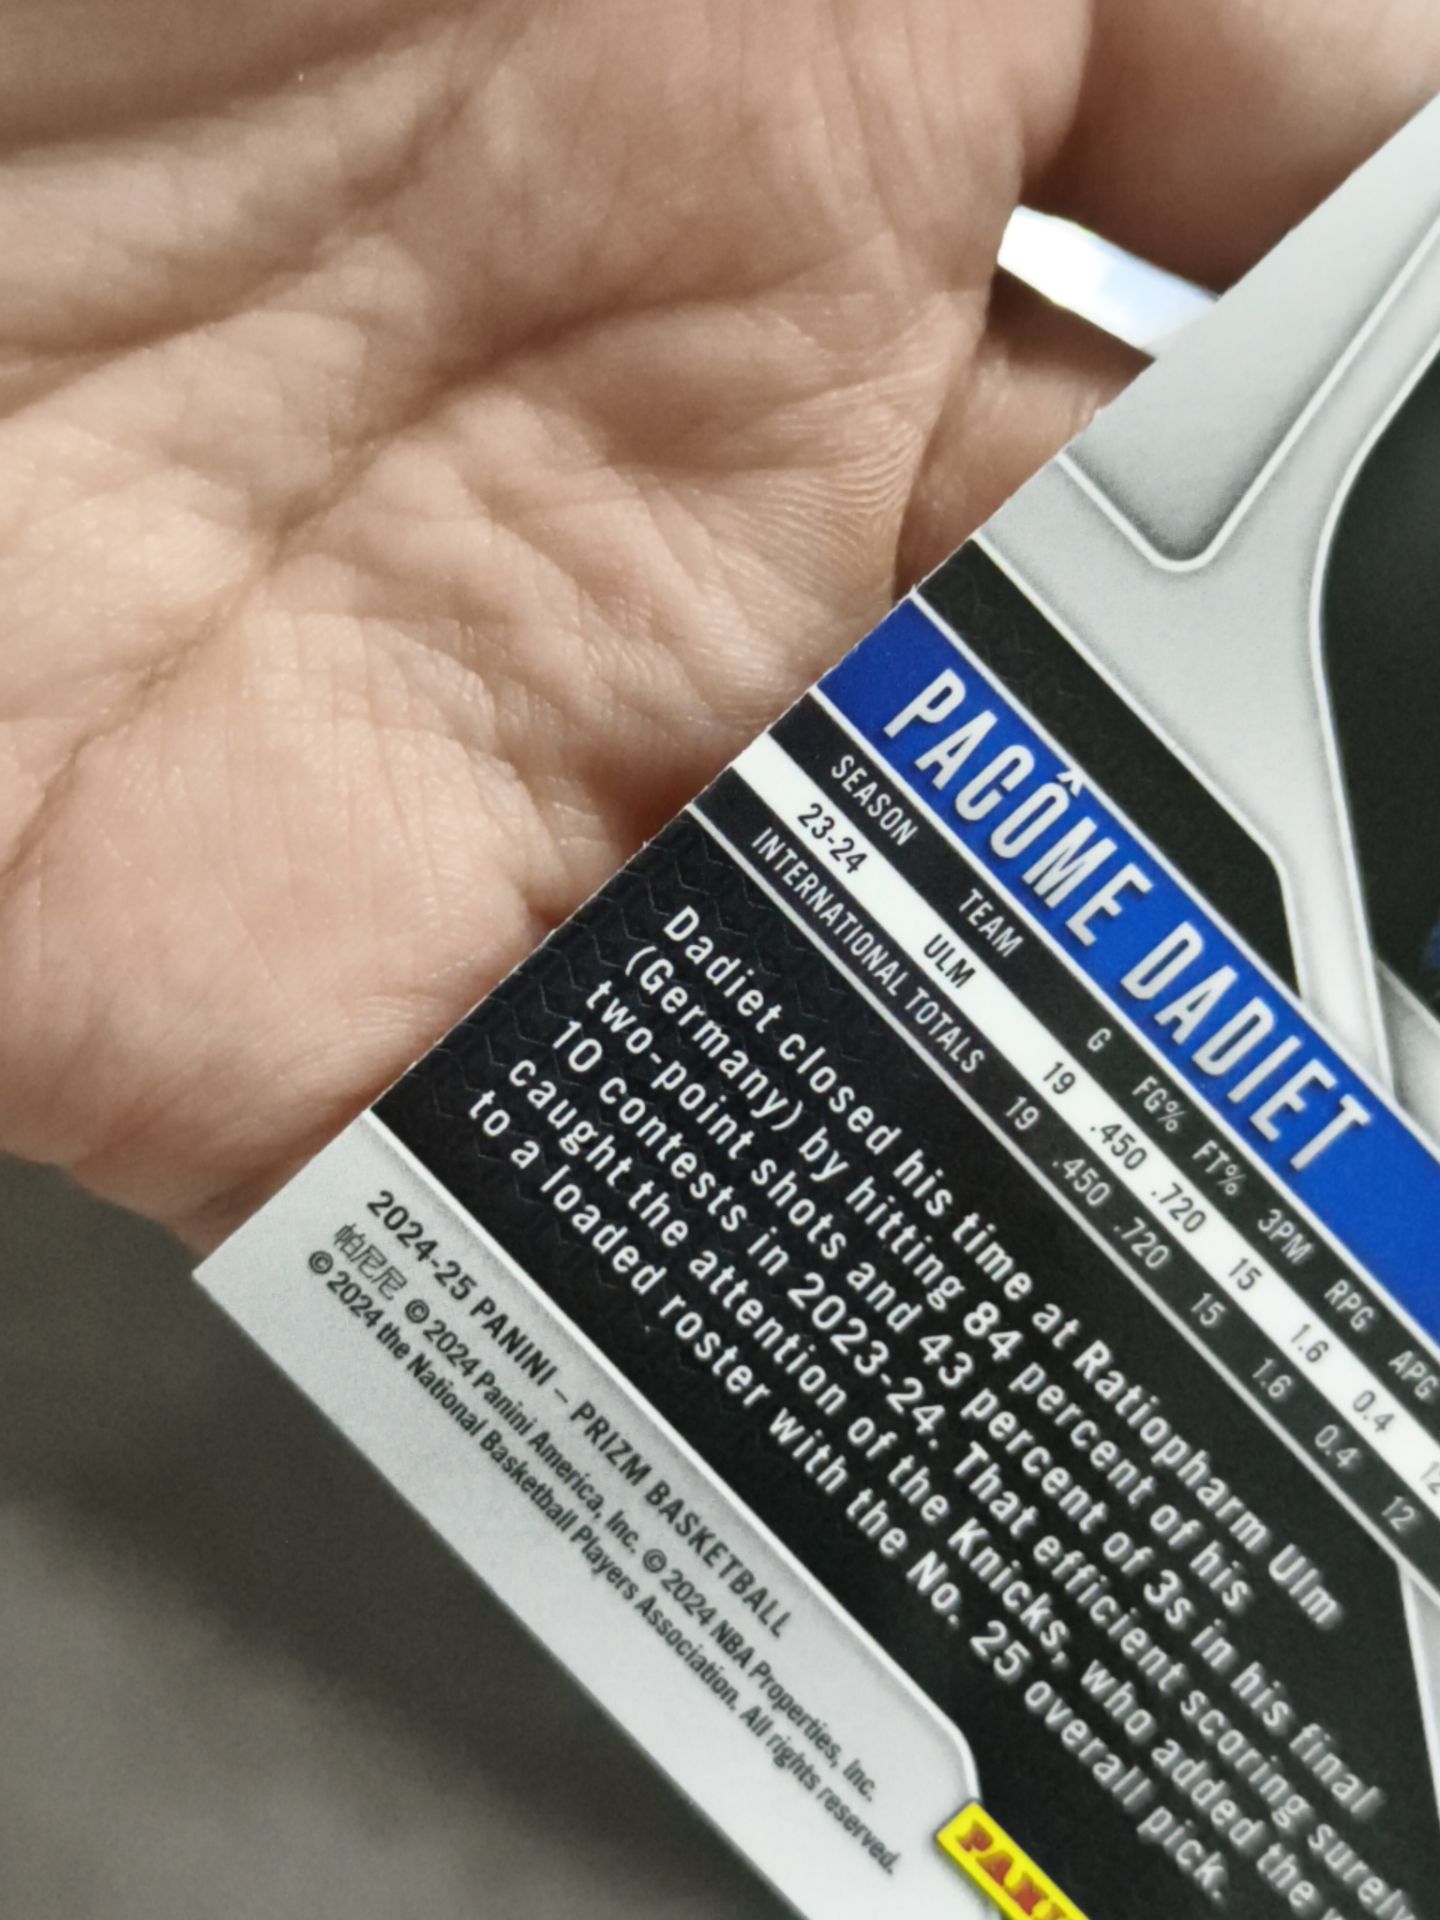 PACÔME DADIET
SEASON TEAM G FG% FT% 3PM RPG APG
23-24 ULM 19 .450 .720 15 1.6 0.4 12
INTERNATIONAL TOTALS 19 .450 .720 15 1.6 0.4 12
Dadiet closed his time at Ratiopharm Ulm
(Germany) by hitting 84 percent of his
two-point shots and 43 percent of 3s in his final
10 contests in 2023-24. That efficient scoring surely
caught the attention of the Knicks, who added the
to a loaded roster with the No. 25 overall pick.
2024-25 PANINI – PRIZM BASKETBALL
帕尼尼 © 2024 Panini America, Inc. © 2024 NBA Properties, Inc.
© 2024 the National Basketball Players Association. All rights reserved.
PANINI